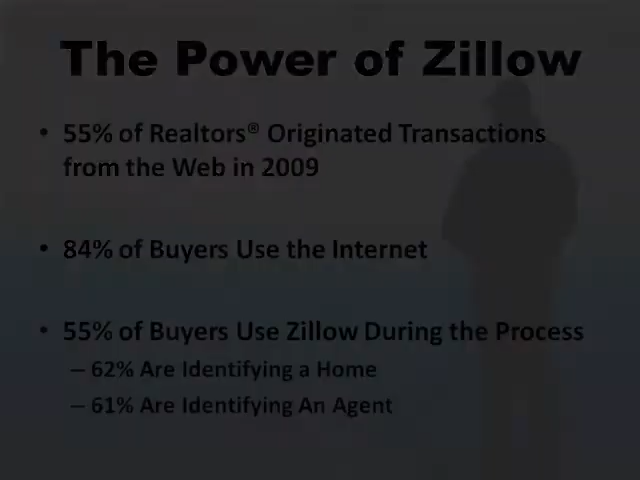 The Power of Zillow
• 55% of Realtors® Originated Transactions
from the Web in 2009
• 84% of Buyers Use the Internet
• 55% of Buyers Use Zillow During the Process
– 62% Are Identifying a Home
– 61% Are Identifying An Agent